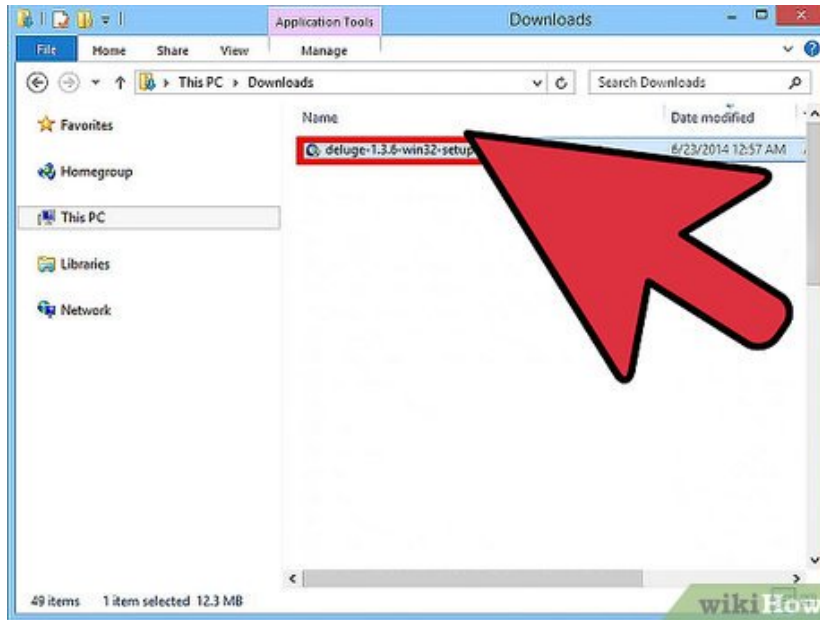 Application Tools
Downloads
File Home Share View Manage
This PC Downloads
Search Downloads
Name
Date modified
Favorites
deluge-1.3.6-win32-setup
6/23/2014 12:57 AM
Homegroup
This PC
Libraries
Network
49 items 1 item selected 12.3 MB
wikiHow